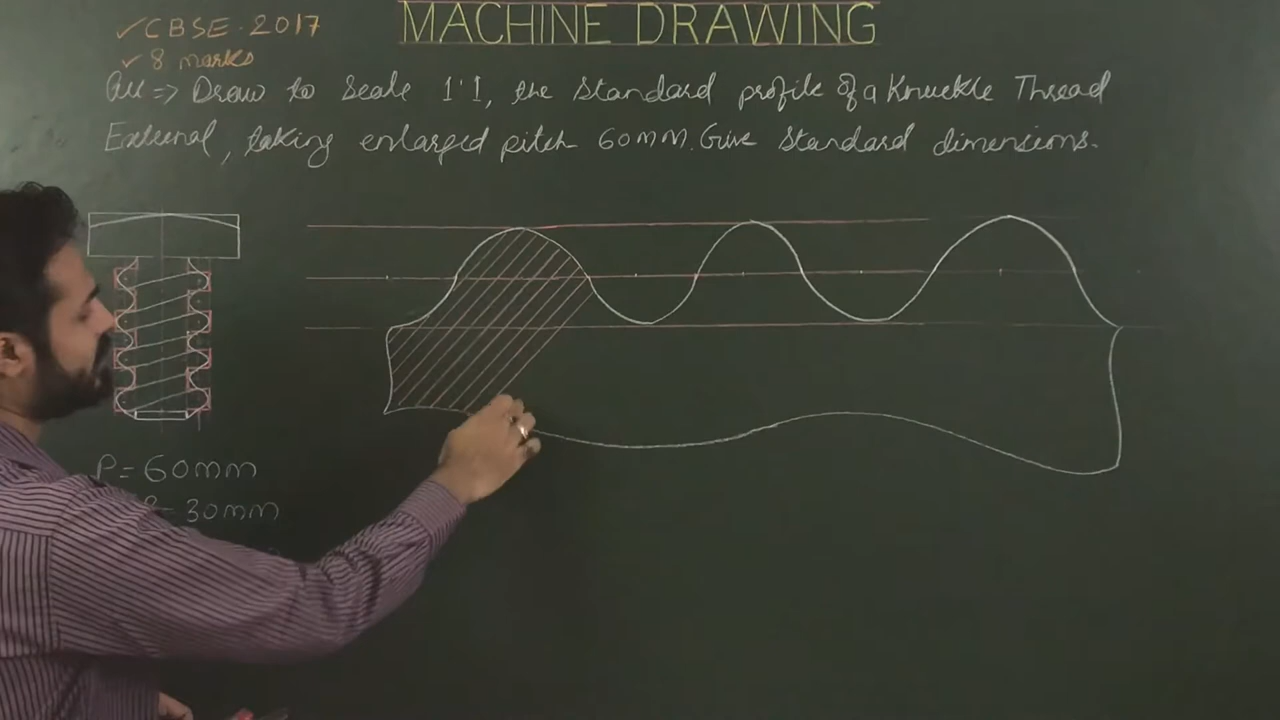 MACHINE DRAWING
✓ CBSE-2017
✓ 8 marks
Qu => Draw to Scale 1:1, the Standard profile of a Knuckle Thread
External, taking enlarged pitch 60MM. Give Standard dimensions.
P = 60mm
= 30mm